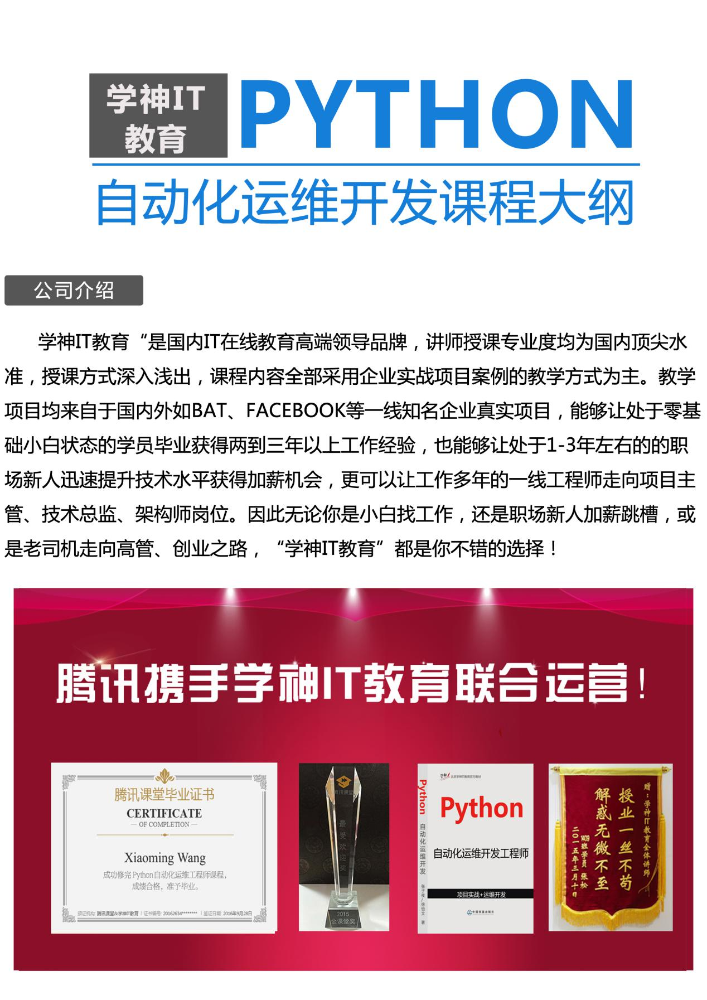 学神IT
教育
PYTHON
自动化运维开发课程大纲
公司介绍
学神IT教育“是国内IT在线教育高端领导品牌，讲师授课专业度均为国内顶尖水
准，授课方式深入浅出，课程内容全部采用企业实战项目案例的教学方式为主。教学
项目均来自于国内外如BAT、FACEBOOK等一线知名企业真实项目，能够让处于零基
础小白状态的学员毕业获得两到三年以上工作经验，也能够让处于1-3年左右的的职
场新人迅速提升技术水平获得加薪机会，更可以让工作多年的一线工程师走向项目主
管、技术总监、架构师岗位。因此无论你是小白找工作，还是职场新人加薪跳槽，或
是老司机走向高管、创业之路，“学神IT教育”都是你不错的选择！
腾讯携手学神IT教育联合运营！
腾讯课堂毕业证书
CERTIFICATE
— OF COMPLETION —
Xiaoming Wang
成功修完 Python自动化运维工程师课程，
成绩合格，准予毕业。
颁证机构: 腾讯课堂&学神IT教育 | 证书编号: 20162634******** | 签证日期: 2016年9月28日
腾讯课堂
最受欢迎奖
2015
金课堂奖
Python 自动化运维开发 张子夜/徐怡文 著
学神 北京学神IT教育官方教材
Python
自动化运维开发工程师
项目实战+运维开发
中国铁道出版社
赠：学神IT教育全体讲师
授业一丝不苟
解惑无微不至
1409班学员 张松
二〇一五年三月十日